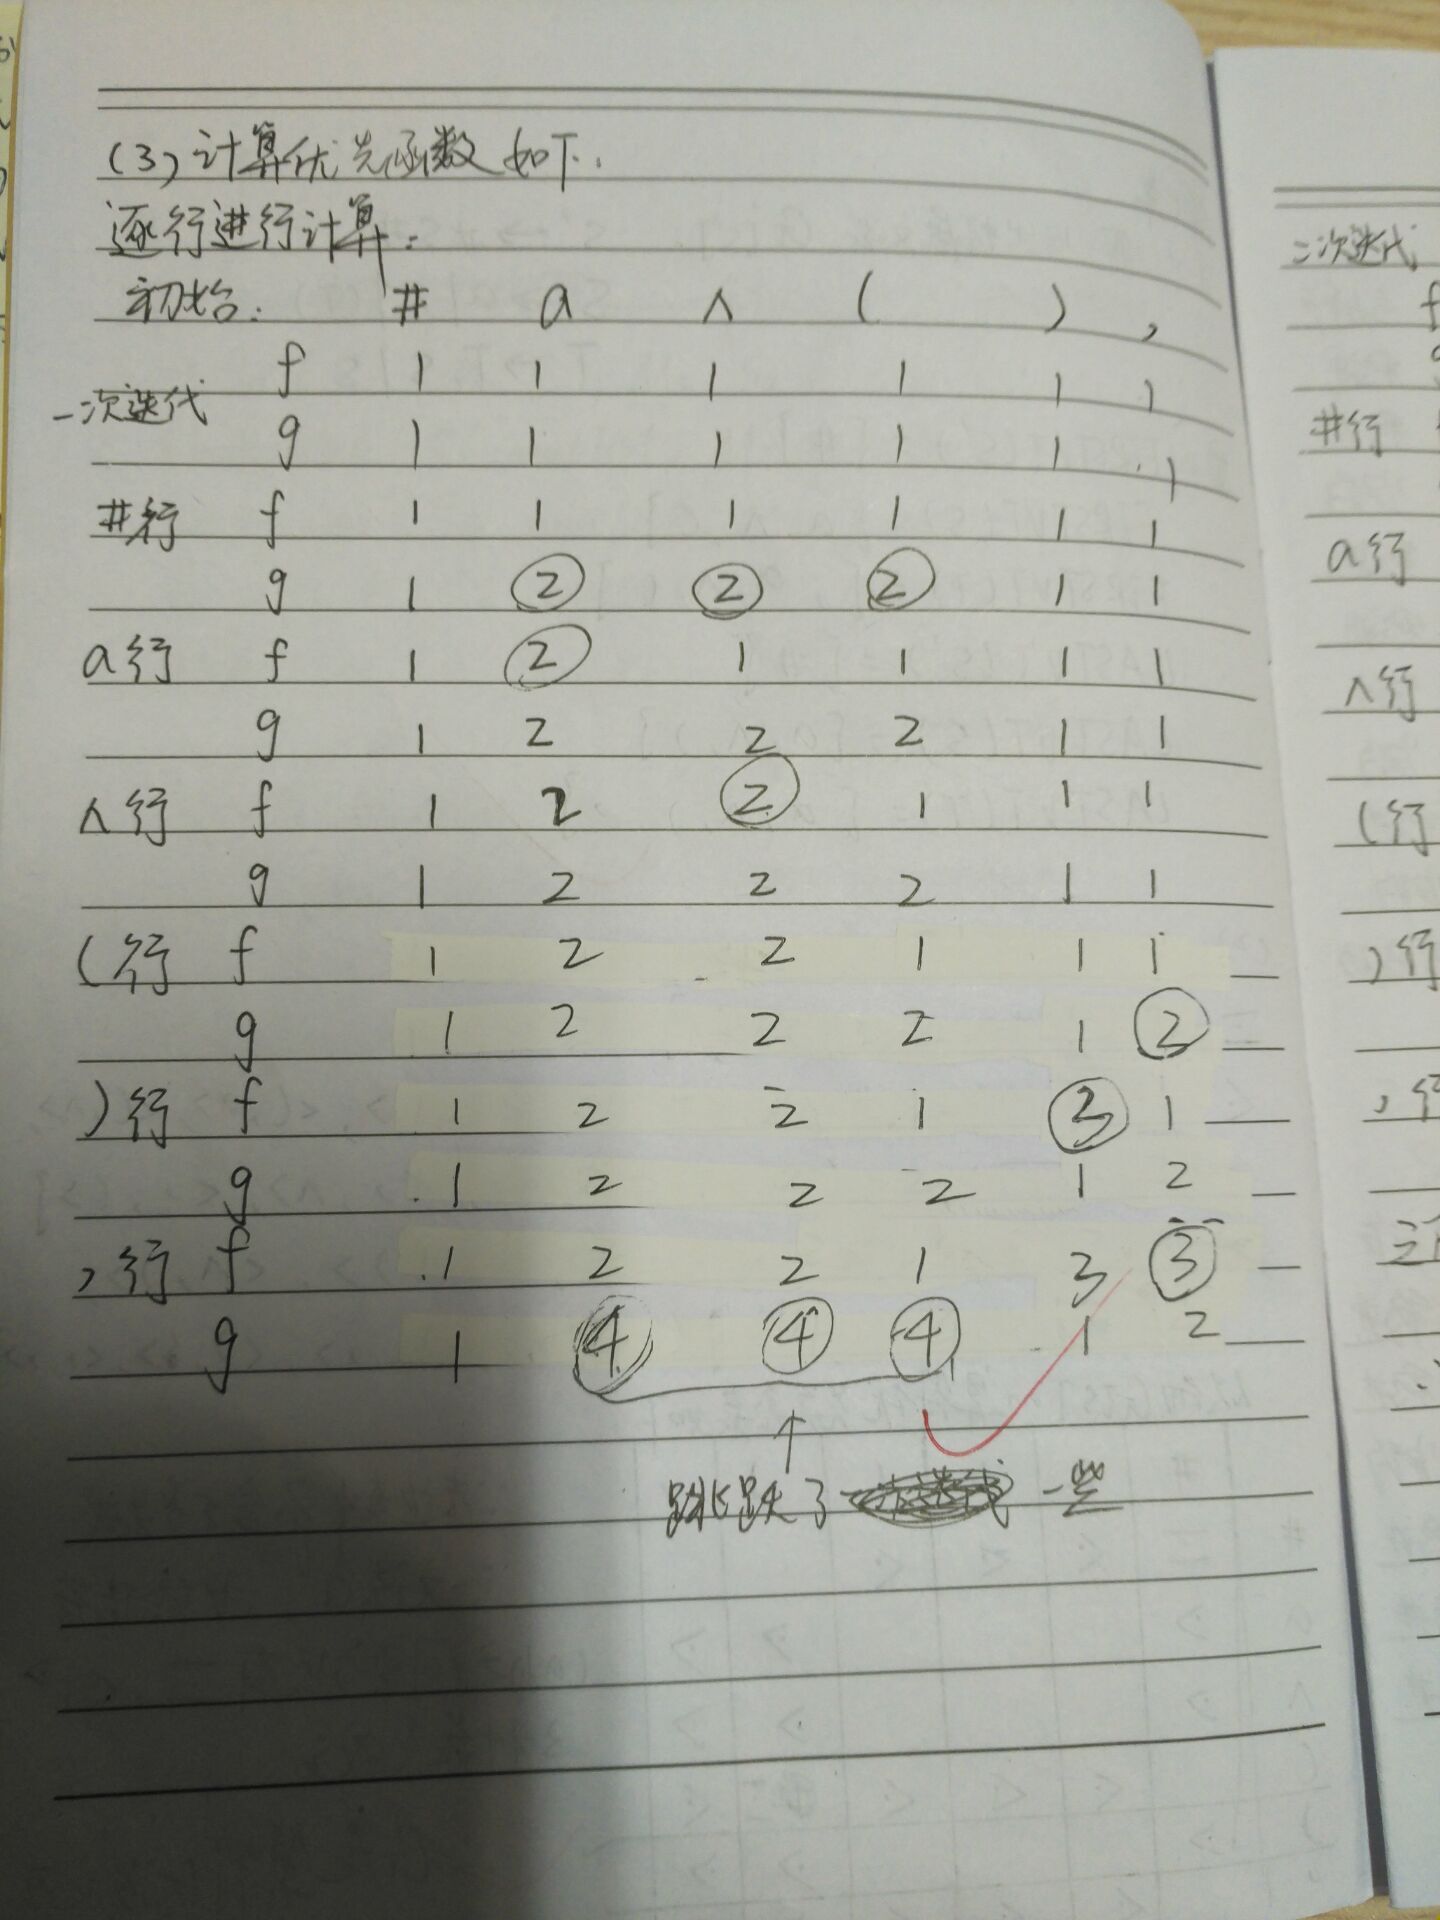 (3)计算优先函数如下.
逐行进行计算:
初始: # a ∧ ( ) ,
f 1 1 1 1 1 1
一次迭代
g 1 1 1 1 1 1
#行 f 1 1 1 1 1 1
g 1 2 2 2 1 1
a行 f 1 2 1 1 1 1
g 1 2 2 2 1 1
∧行 f 1 2 2 1 1 1
g 1 2 2 2 1 1
(行 f 1 2 2 1 1 1
g 1 2 2 2 1 2
)行 f 1 2 2 1 3 1
g 1 2 2 2 1 2
,行 f 1 2 2 1 3 3
g 1 4 4 4 1 2
跳跃了 一些
二次迭代
f
g
#行
a行
∧行
(行
)行
,行